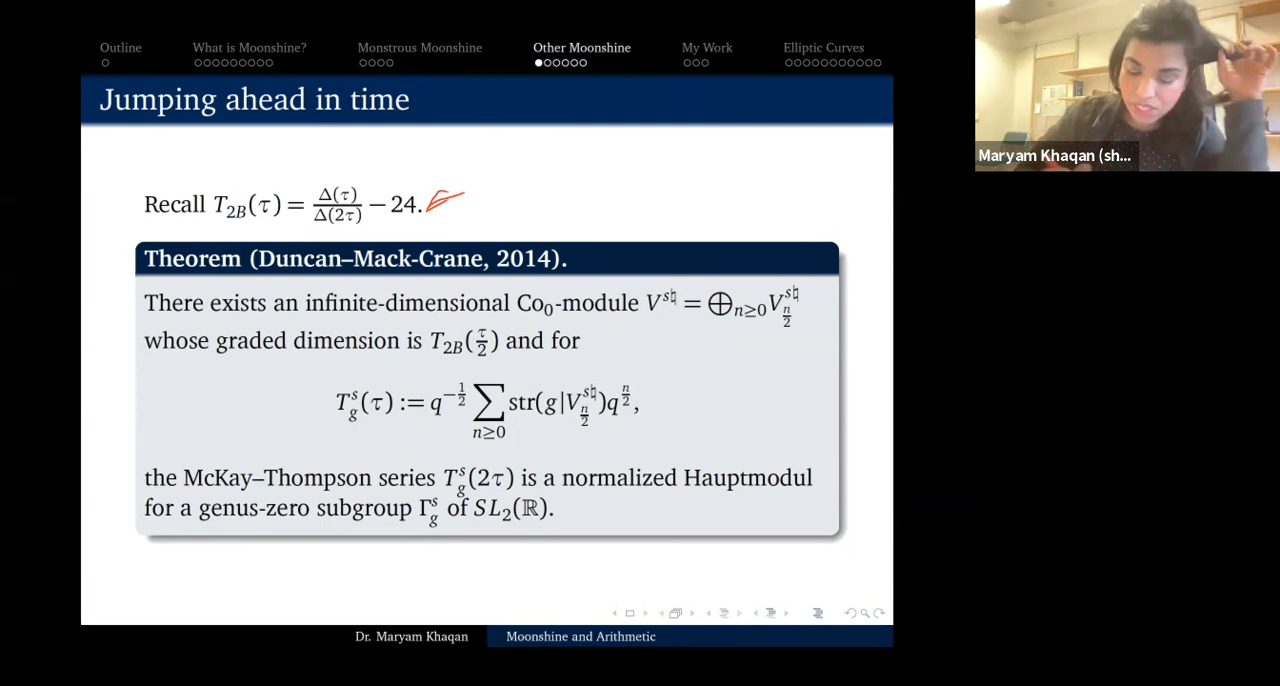 Outline What is Moonshine? Monstrous Moonshine Other Moonshine My Work Elliptic Curves
Jumping ahead in time
Maryam Khaqan (sh...
Recall T_{2B}(τ) = Δ(τ)/Δ(2τ) − 24.
Theorem (Duncan–Mack-Crane, 2014).
There exists an infinite-dimensional Co₀-module V^{s♮} = ⊕_{n≥0} V^{s♮}_{n/2}
whose graded dimension is T_{2B}(τ/2) and for
T^s_g(τ) := q^{−1/2} ∑_{n≥0} str(g|V^{s♮}_{n/2})q^{n/2},
the McKay–Thompson series T^s_g(2τ) is a normalized Hauptmodul
for a genus-zero subgroup Γ^s_g of SL₂(ℝ).
Dr. Maryam Khaqan Moonshine and Arithmetic